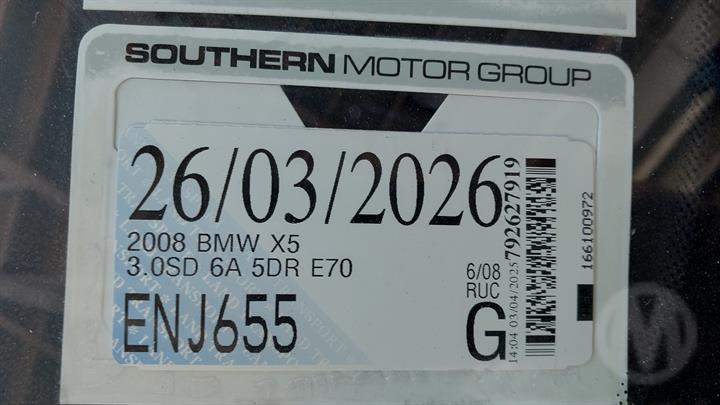 SOUTHERN MOTOR GROUP
26/03/2026
2008 BMW X5
3.0SD 6A 5DR E70
ENJ655
6/08
RUC
G
14:04 03/04/2025
792627919
166100972